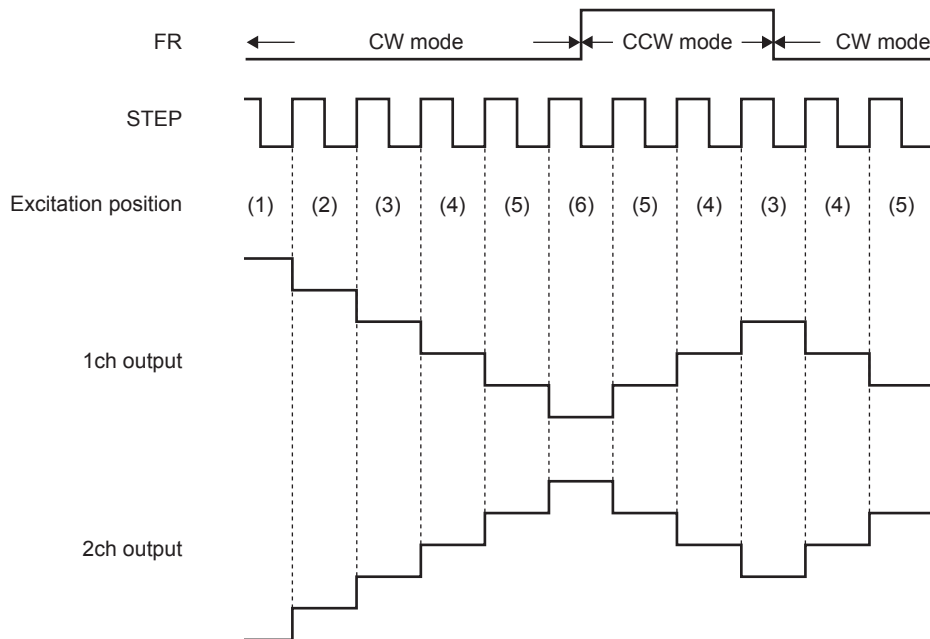 FR CW mode CCW mode CW mode
STEP
Excitation position (1) (2) (3) (4) (5) (6) (5) (4) (3) (4) (5)
1ch output
2ch output